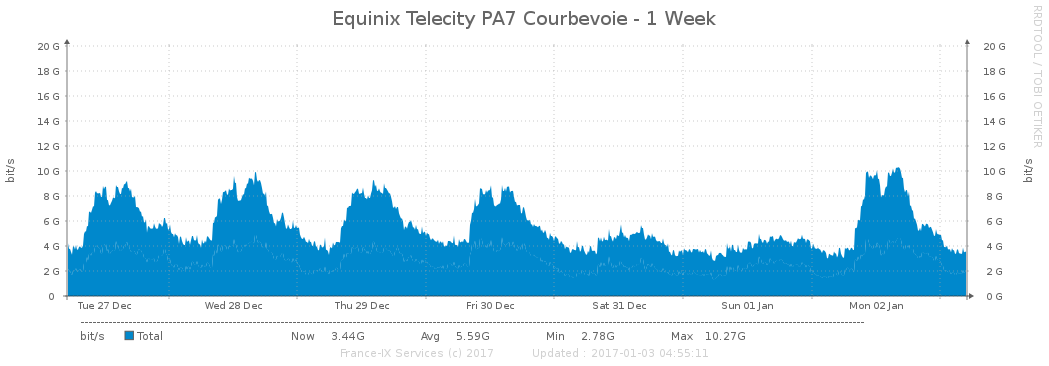 Equinix Telecity PA7 Courbevoie - 1 Week
RRDTOOL / TOBI OETIKER
20 G 20 G
18 G 18 G
16 G 16 G
14 G 14 G
12 G 12 G
10 G 10 G
8 G 8 G
6 G 6 G
4 G 4 G
2 G 2 G
0 0 G
bit/s bit/s
Tue 27 Dec Wed 28 Dec Thu 29 Dec Fri 30 Dec Sat 31 Dec Sun 01 Jan Mon 02 Jan
bit/s Total Now 3.44G Avg 5.59G Min 2.78G Max 10.27G
France-IX Services (c) 2017 Updated : 2017-01-03 04:55:11